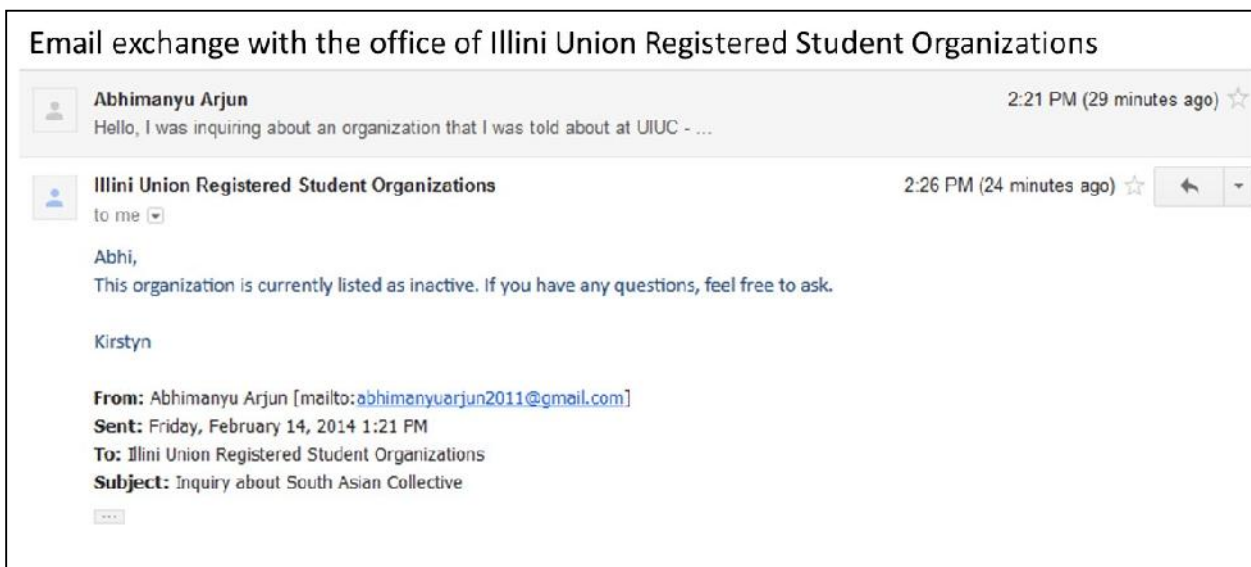 Email exchange with the office of Illini Union Registered Student Organizations
Abhimanyu Arjun 2:21 PM (29 minutes ago)
Hello, I was inquiring about an organization that I was told about at UIUC - ...
Illini Union Registered Student Organizations 2:26 PM (24 minutes ago)
to me
Abhi,
This organization is currently listed as inactive. If you have any questions, feel free to ask.
Kirstyn
From: Abhimanyu Arjun [mailto:abhimanyuarjun2011@gmail.com]
Sent: Friday, February 14, 2014 1:21 PM
To: Illini Union Registered Student Organizations
Subject: Inquiry about South Asian Collective